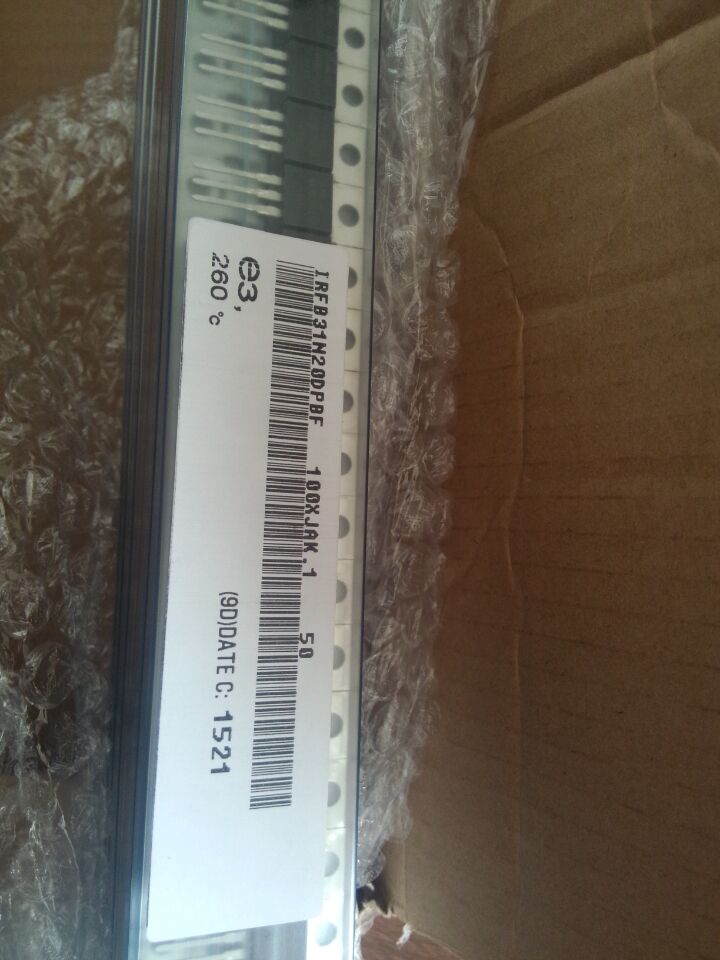 IRFB31N20DPBF 100XJAK.1 50
e3,
260 °c
(9D)DATE C: 1521